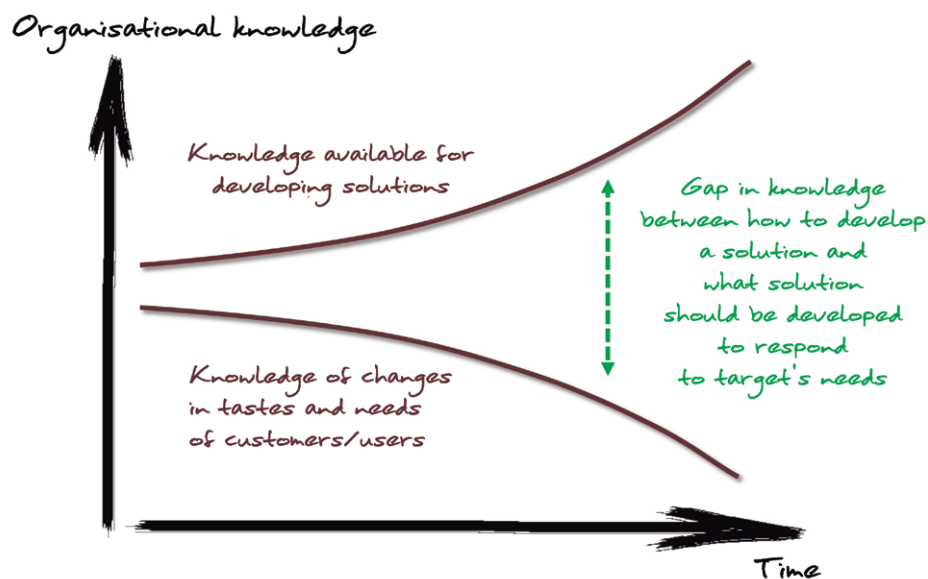 Organisational knowledge
Knowledge available for
developing solutions
Gap in knowledge
between how to develop
a solution and
what solution
should be developed
to respond
to target's needs
Knowledge of changes
in tastes and needs
of customers/users
Time